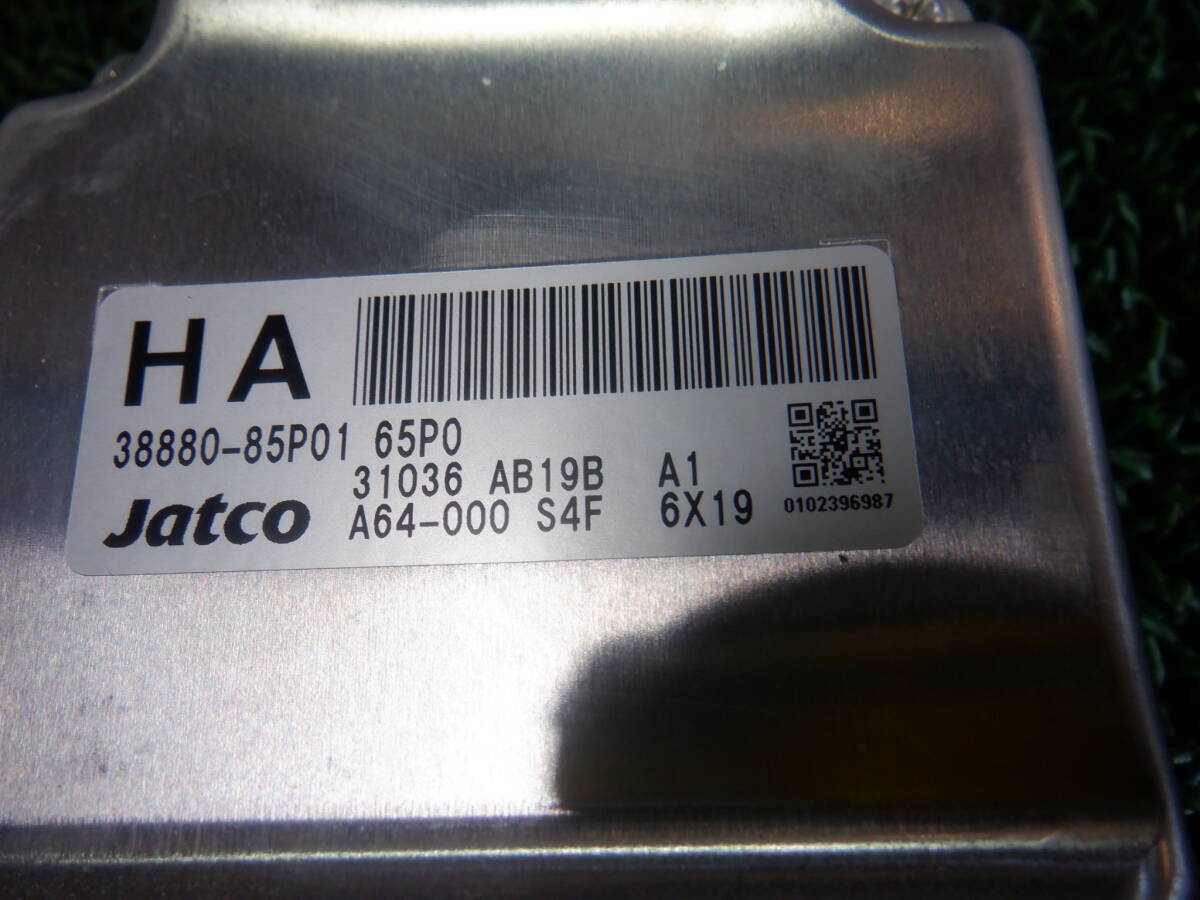 HA
38880-85P01 65P0
31036 AB19B A1
Jatco A64-000 S4F 6X19
0102396987